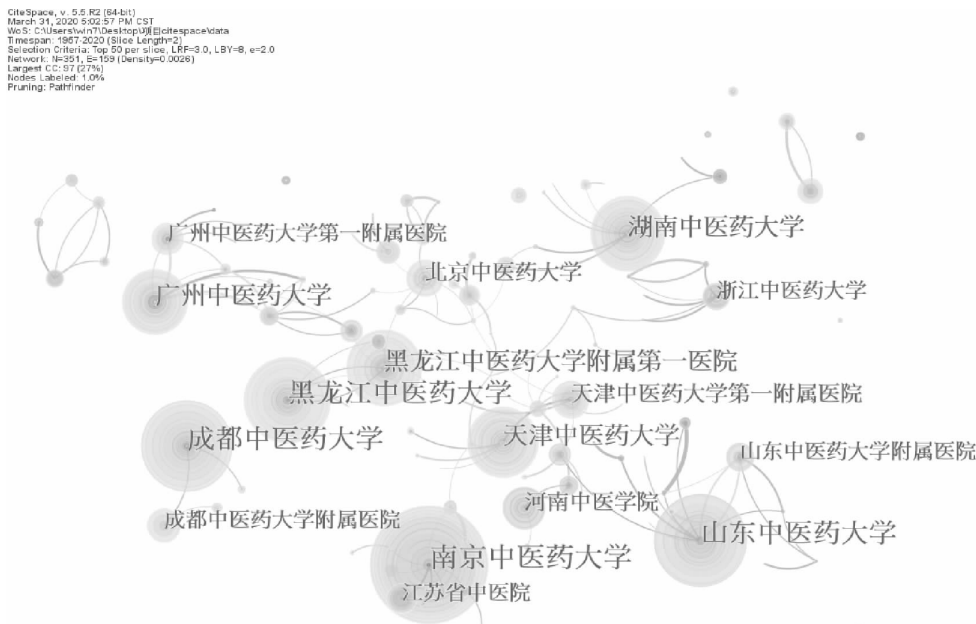 CiteSpace, v. 5.5.R2 (64-bit)
March 31, 2020 5:02:57 PM CST
WoS: C:\Users\win7\Desktop\项目\citespace\data
Timespan: 1967-2020 (Slice Length=2)
Selection Criteria: Top 50 per slice, LRF=3.0, LBY=8, e=2.0
Network: N=351, E=159 (Density=0.0026)
Largest CC: 97 (27%)
Nodes Labeled: 1.0%
Pruning: Pathfinder
湖南中医药大学
广州中医药大学第一附属医院
北京中医药大学
浙江中医药大学
广州中医药大学
黑龙江中医药大学附属第一医院
黑龙江中医药大学
天津中医药大学第一附属医院
成都中医药大学
天津中医药大学
山东中医药大学附属医院
河南中医学院
成都中医药大学附属医院
山东中医药大学
南京中医药大学
江苏省中医院